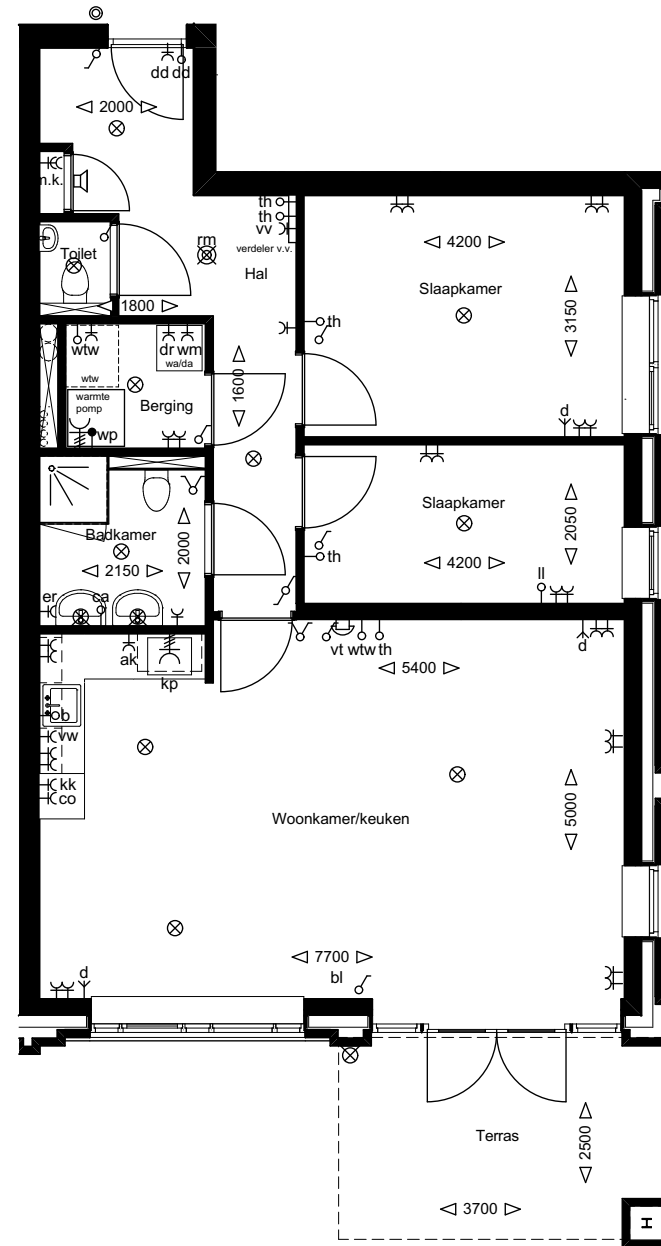 dd dd
2000
m.k.
th
th
vv
rm
verdeler v.v.
Hal
Toilet
1800
4200
Slaapkamer
3150
th
wtw
dr wm
wa/da
wtw
warmte
pomp
Berging
wp
1600
d
Slaapkamer
4200
2050
th
ll
Badkamer
2150
2000
er
ca
ak
kp
vt wtw th
d
5400
b
vw
kk
co
Woonkamer/keuken
5000
7700
bl
d
Terras
2500
3700
H